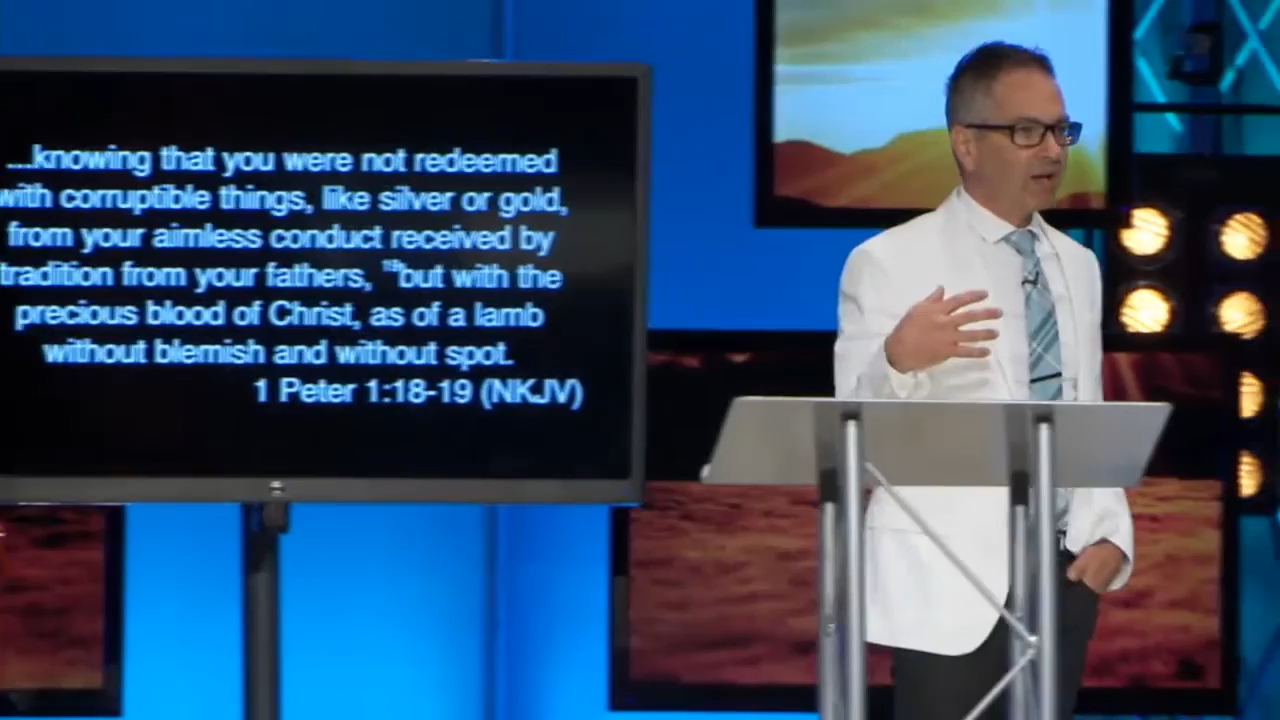 ...knowing that you were not redeemed
with corruptible things, like silver or gold,
from your aimless conduct received by
tradition from your fathers, ¹⁹but with the
precious blood of Christ, as of a lamb
without blemish and without spot.
1 Peter 1:18-19 (NKJV)